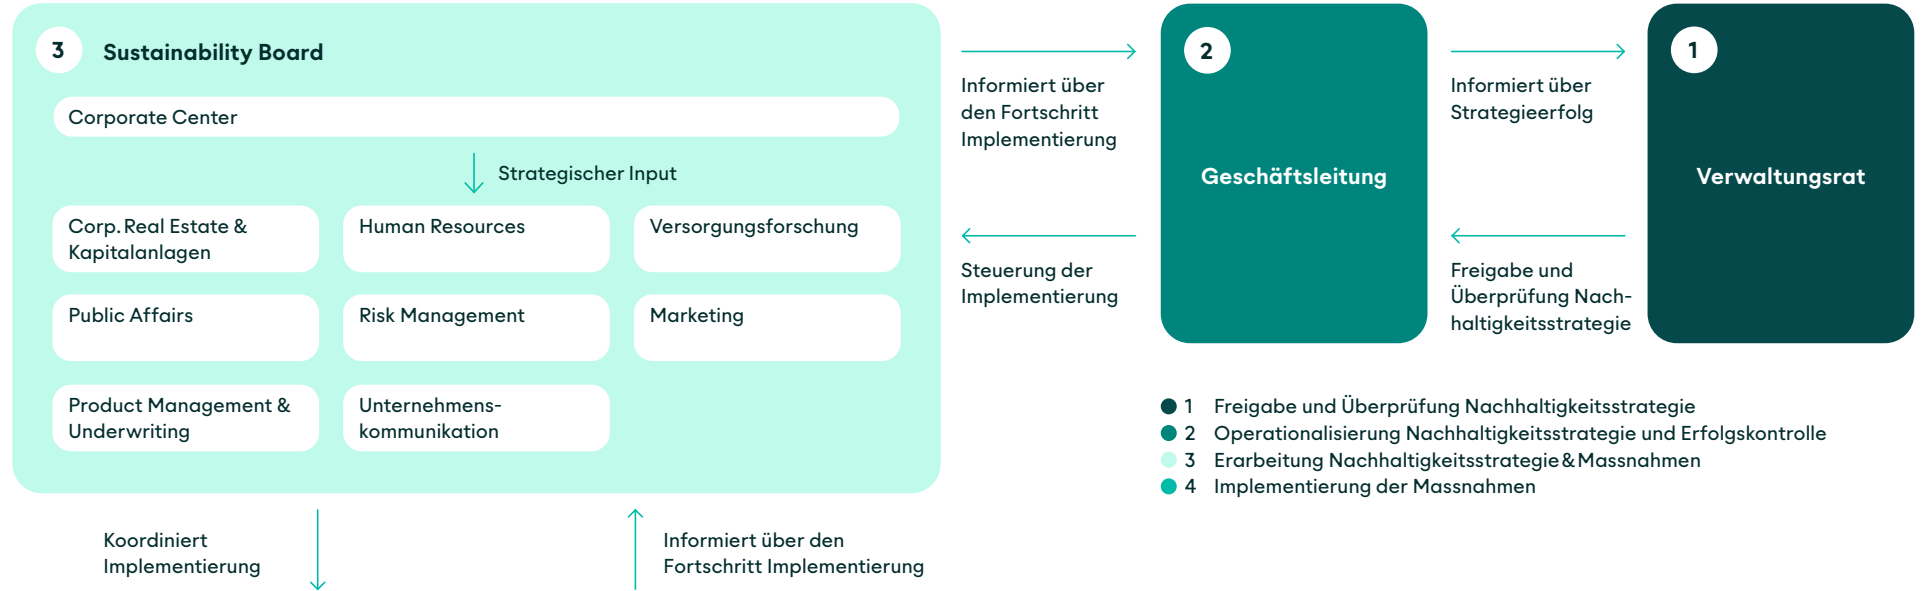 3 Sustainability Board
Corporate Center
Strategischer Input
Corp. Real Estate &
Kapitalanlagen
Human Resources
Versorgungsforschung
Public Affairs
Risk Management
Marketing
Product Management &
Underwriting
Unternehmens-
kommunikation
Informiert über
den Fortschritt
Implementierung
Steuerung der
Implementierung
2
Geschäftsleitung
Informiert über
Strategieerfolg
Freigabe und
Überprüfung Nach-
haltigkeitsstrategie
1
Verwaltungsrat
1 Freigabe und Überprüfung Nachhaltigkeitsstrategie
2 Operationalisierung Nachhaltigkeitsstrategie und Erfolgskontrolle
3 Erarbeitung Nachhaltigkeitsstrategie & Massnahmen
4 Implementierung der Massnahmen
Koordiniert
Implementierung
Informiert über den
Fortschritt Implementierung